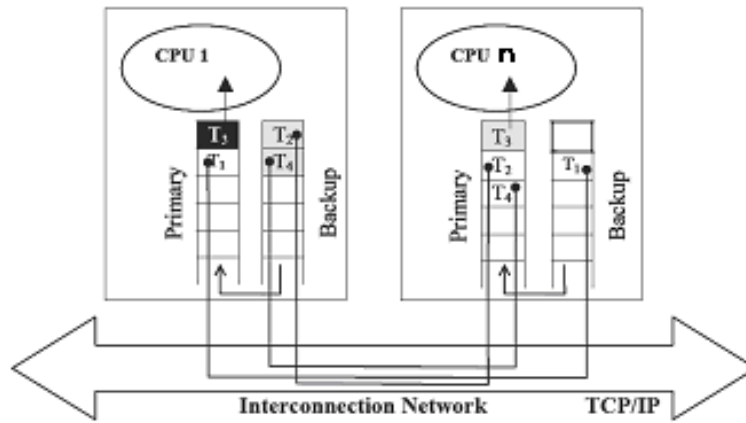 CPU 1
CPU n
T3 T2
T1 T4
T3
T2 T1
T4
Primary
Backup
Primary
Backup
Interconnection Network TCP/IP